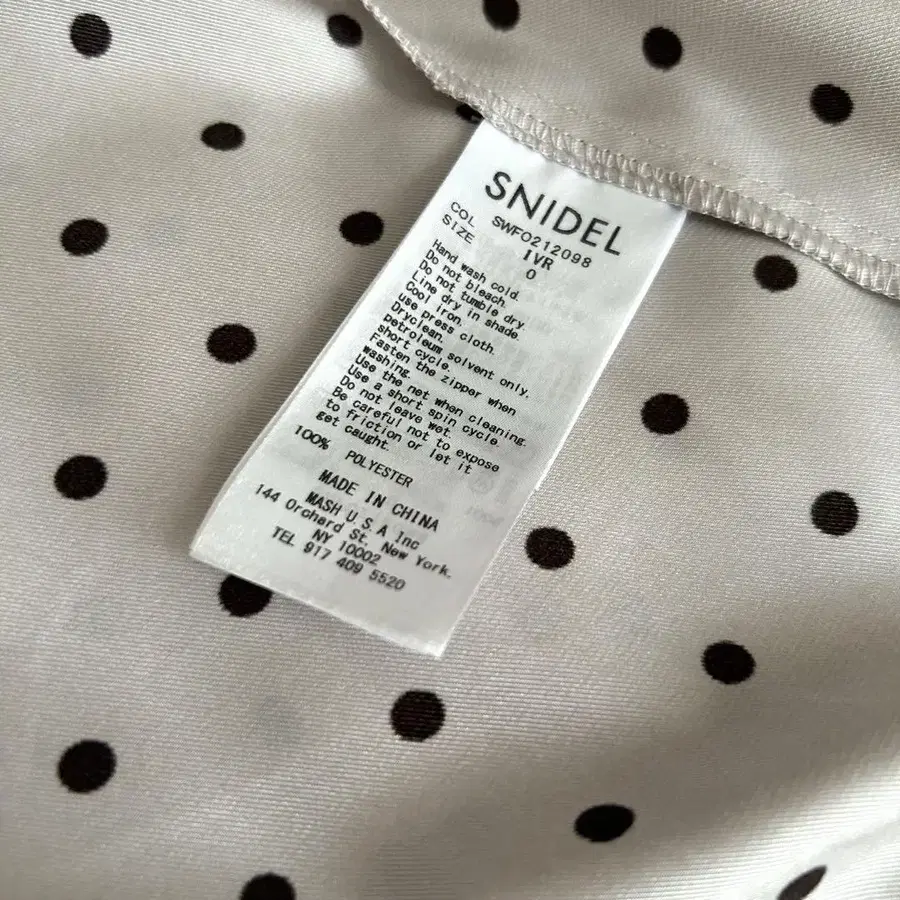 SNIDEL
SWFO212098
COL IVR
SIZE 0
Hand wash cold.
Do not bleach.
Do not tumble dry.
Line dry in shade.
Cool iron.
use press cloth.
Dryclean.
petroleum solvent only.
short cycle.
Fasten the zipper when
washing.
Use the net when cleaning.
Use a short spin cycle.
Do not leave wet.
Be careful not to expose
to friction or let it
get caught.
100% POLYESTER
MADE IN CHINA
MASH U.S.A Inc
144 Orchard St. New York.
NY 10002
TEL 917 409 5520